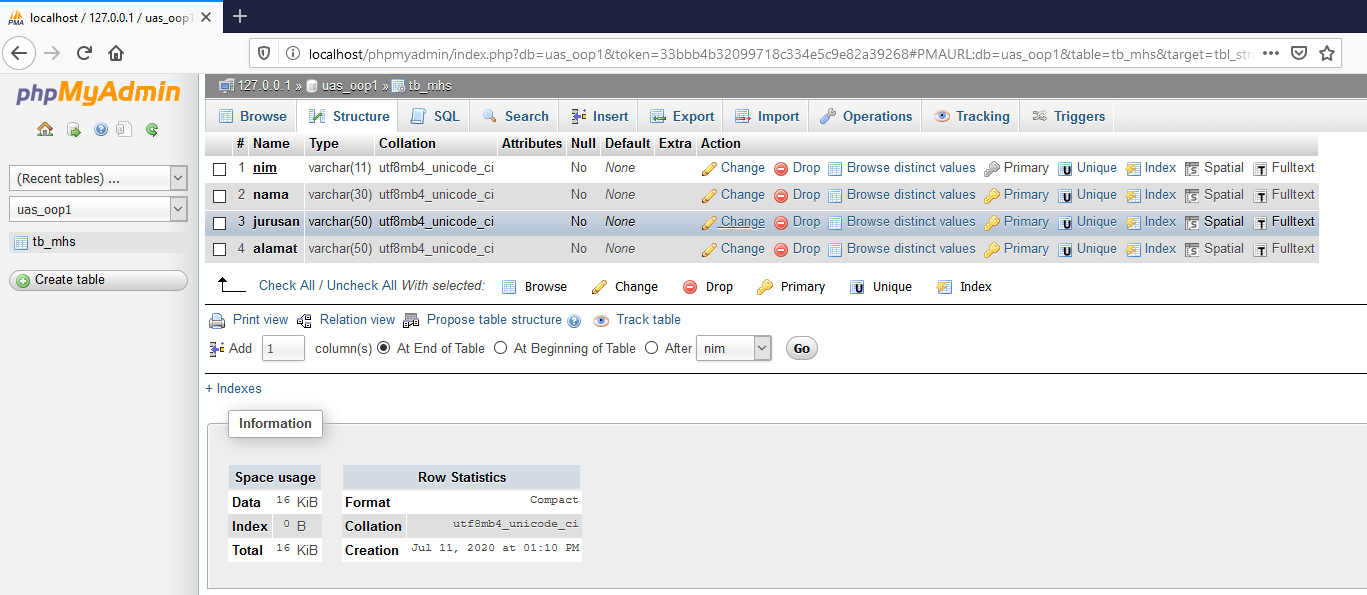 localhost / 127.0.0.1 / uas_oop1
localhost/phpmyadmin/index.php?db=uas_oop1&token=33bbb4b32099718c334e5c9e82a39268#PMAURL:db=uas_oop1&table=tb_mhs&target=tbl_str
phpMyAdmin
(Recent tables) ...
uas_oop1
tb_mhs
Create table
127.0.0.1 » uas_oop1 » tb_mhs
Browse Structure SQL Search Insert Export Import Operations Tracking Triggers
# Name Type Collation Attributes Null Default Extra Action
1 nim varchar(11) utf8mb4_unicode_ci No None Change Drop Browse distinct values Primary Unique Index Spatial Fulltext
2 nama varchar(30) utf8mb4_unicode_ci No None Change Drop Browse distinct values Primary Unique Index Spatial Fulltext
3 jurusan varchar(50) utf8mb4_unicode_ci No None Change Drop Browse distinct values Primary Unique Index Spatial Fulltext
4 alamat varchar(50) utf8mb4_unicode_ci No None Change Drop Browse distinct values Primary Unique Index Spatial Fulltext
Check All / Uncheck All With selected: Browse Change Drop Primary Unique Index
Print view Relation view Propose table structure Track table
Add 1 column(s) At End of Table At Beginning of Table After nim Go
+ Indexes
Information
Space usage
Data 16 KiB
Index 0 B
Total 16 KiB
Row Statistics
Format Compact
Collation utf8mb4_unicode_ci
Creation Jul 11, 2020 at 01:10 PM